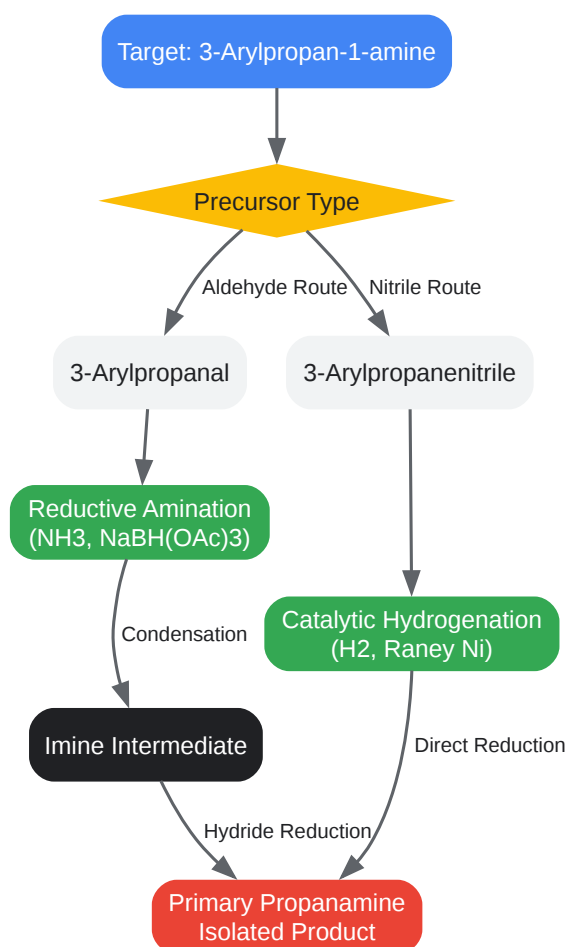 Target: 3-Arylpropan-1-amine
Precursor Type
Aldehyde Route
Nitrile Route
3-Arylpropanal
3-Arylpropanenitrile
Reductive Amination
(NH3, NaBH(OAc)3)
Catalytic Hydrogenation
(H2, Raney Ni)
Condensation
Imine Intermediate
Direct Reduction
Hydride Reduction
Primary Propanamine
Isolated Product